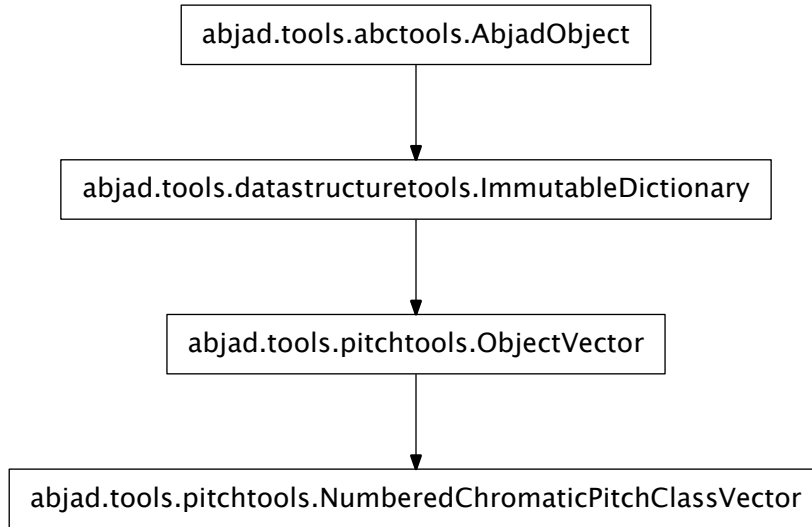 abjad.tools.abctools.AbjadObject
abjad.tools.datastructuretools.ImmutableDictionary
abjad.tools.pitchtools.ObjectVector
abjad.tools.pitchtools.NumberedChromaticPitchClassVector